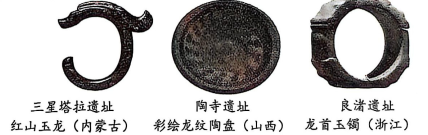 三星塔拉遗址 陶寺遗址 良渚遗址
红山玉龙（内蒙古） 彩绘龙纹陶盘（山西） 龙首玉镯（浙江）